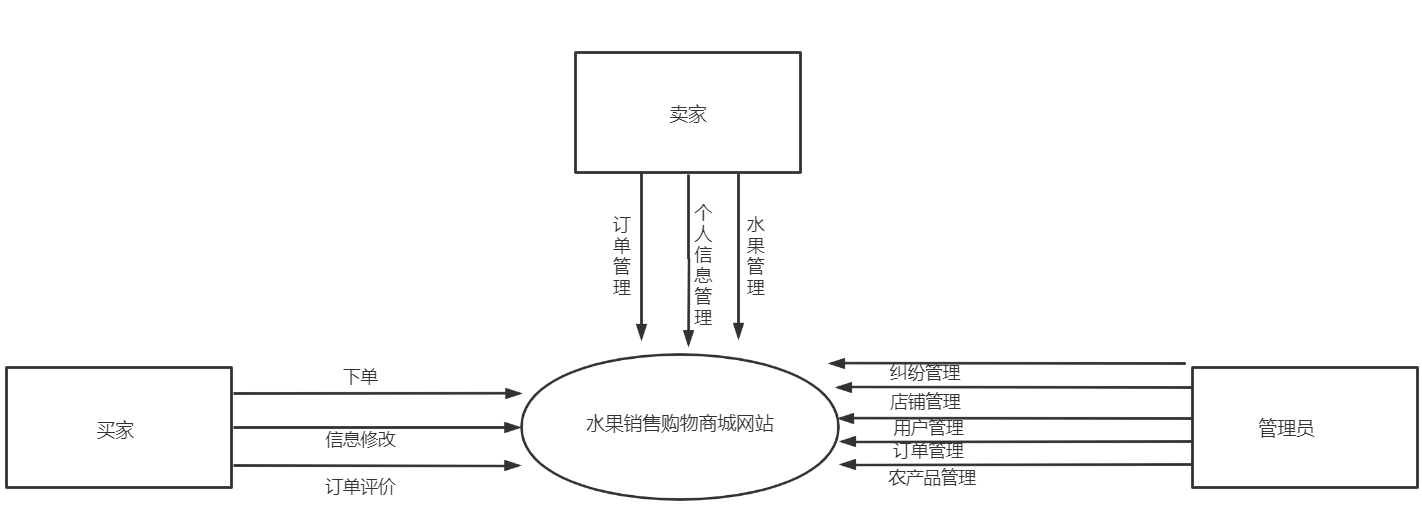 卖家
订单管理
个人信息管理
水果管理
下单
买家
信息修改
订单评价
水果销售购物商城网站
纠纷管理
店铺管理
用户管理
订单管理
农产品管理
管理员